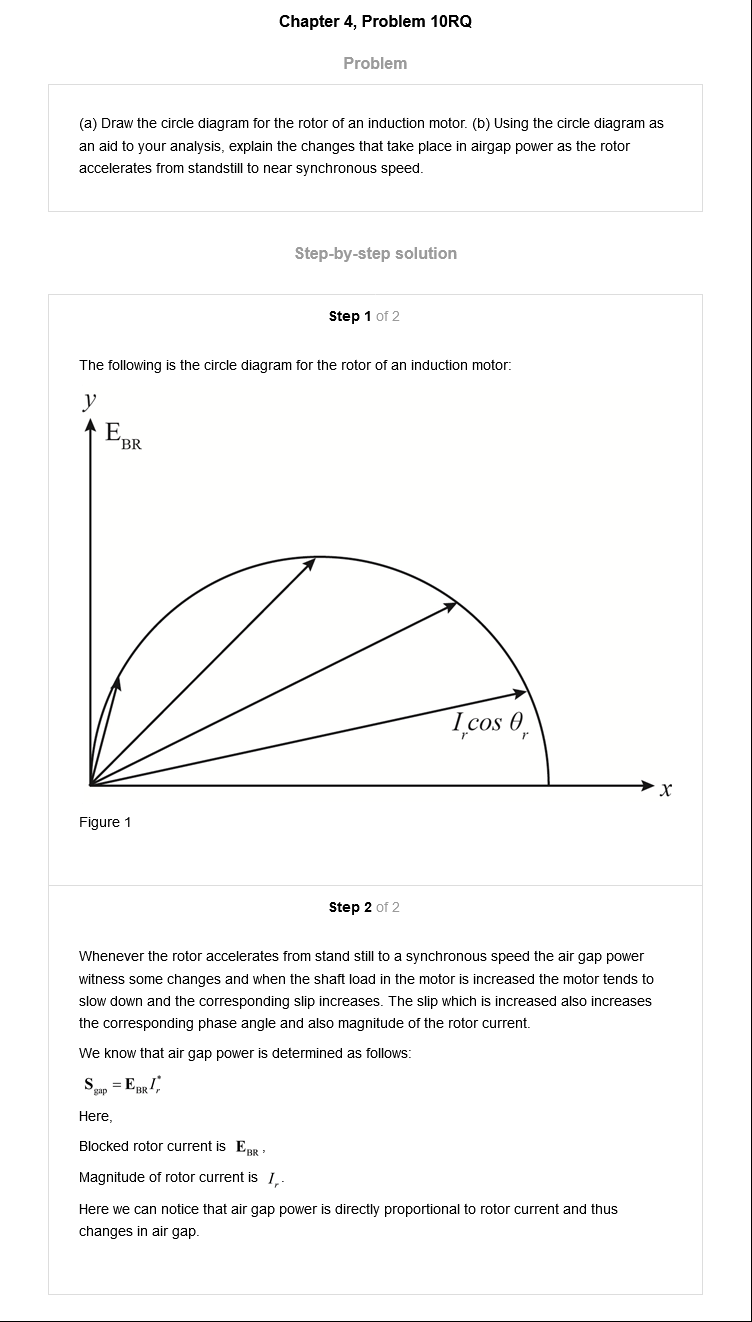 Chapter 4, Problem 10RQ
Problem
(a) Draw the circle diagram for the rotor of an induction motor. (b) Using the circle diagram as
an aid to your analysis, explain the changes that take place in airgap power as the rotor
accelerates from standstill to near synchronous speed.
Step-by-step solution
Step 1 of 2
The following is the circle diagram for the rotor of an induction motor:
y
E_BR
I_r cos θ_r
x
Figure 1
Step 2 of 2
Whenever the rotor accelerates from stand still to a synchronous speed the air gap power
witness some changes and when the shaft load in the motor is increased the motor tends to
slow down and the corresponding slip increases. The slip which is increased also increases
the corresponding phase angle and also magnitude of the rotor current.
We know that air gap power is determined as follows:
S_gap = E_BR I_r^*
Here,
Blocked rotor current is E_BR ,
Magnitude of rotor current is I_r .
Here we can notice that air gap power is directly proportional to rotor current and thus
changes in air gap.